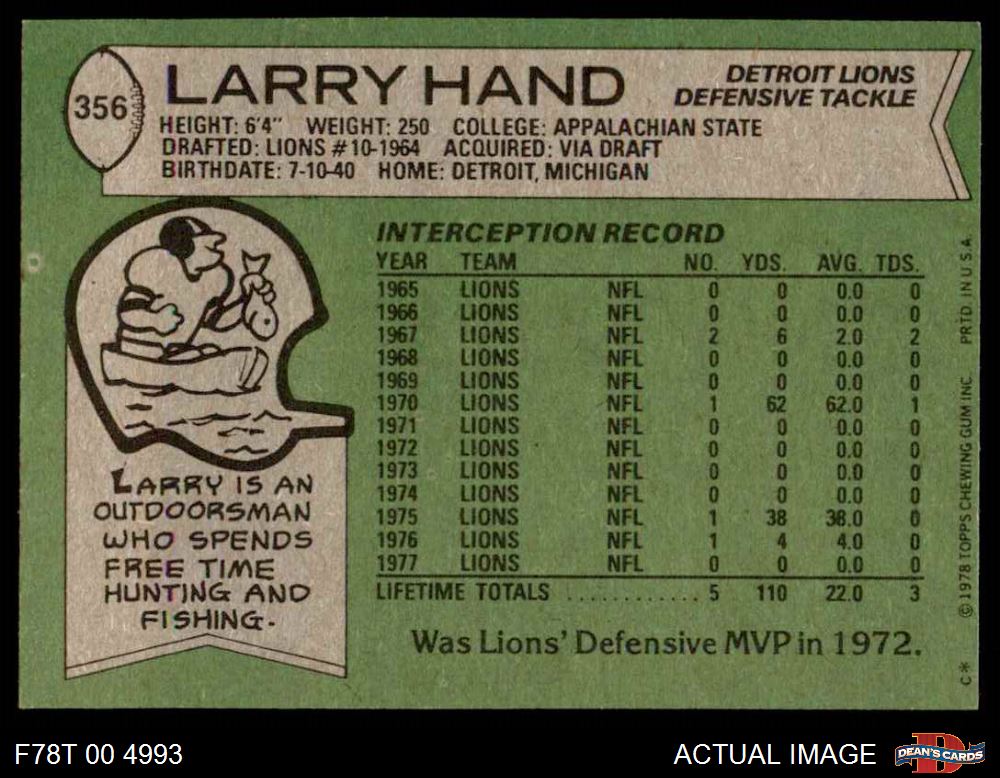 356
LARRY HAND
DETROIT LIONS
DEFENSIVE TACKLE
HEIGHT: 6'4" WEIGHT: 250 COLLEGE: APPALACHIAN STATE
DRAFTED: LIONS #10-1964 ACQUIRED: VIA DRAFT
BIRTHDATE: 7-10-40 HOME: DETROIT, MICHIGAN
INTERCEPTION RECORD
YEAR TEAM NO. YDS. AVG. TDS.
1965 LIONS NFL 0 0 0.0 0
1966 LIONS NFL 0 0 0.0 0
1967 LIONS NFL 2 6 2.0 2
1968 LIONS NFL 0 0 0.0 0
1969 LIONS NFL 0 0 0.0 0
1970 LIONS NFL 1 62 62.0 1
1971 LIONS NFL 0 0 0.0 0
1972 LIONS NFL 0 0 0.0 0
1973 LIONS NFL 0 0 0.0 0
1974 LIONS NFL 0 0 0.0 0
1975 LIONS NFL 1 38 38.0 0
1976 LIONS NFL 1 4 4.0 0
1977 LIONS NFL 0 0 0.0 0
LIFETIME TOTALS ............ 5 110 22.0 3
Was Lions' Defensive MVP in 1972.
LARRY IS AN
OUTDOORSMAN
WHO SPENDS
FREE TIME
HUNTING AND
FISHING.
C* © 1978 TOPPS CHEWING GUM INC. PRTD. IN U.S.A.
F78T 00 4993
ACTUAL IMAGE
D
DEAN'S CARDS